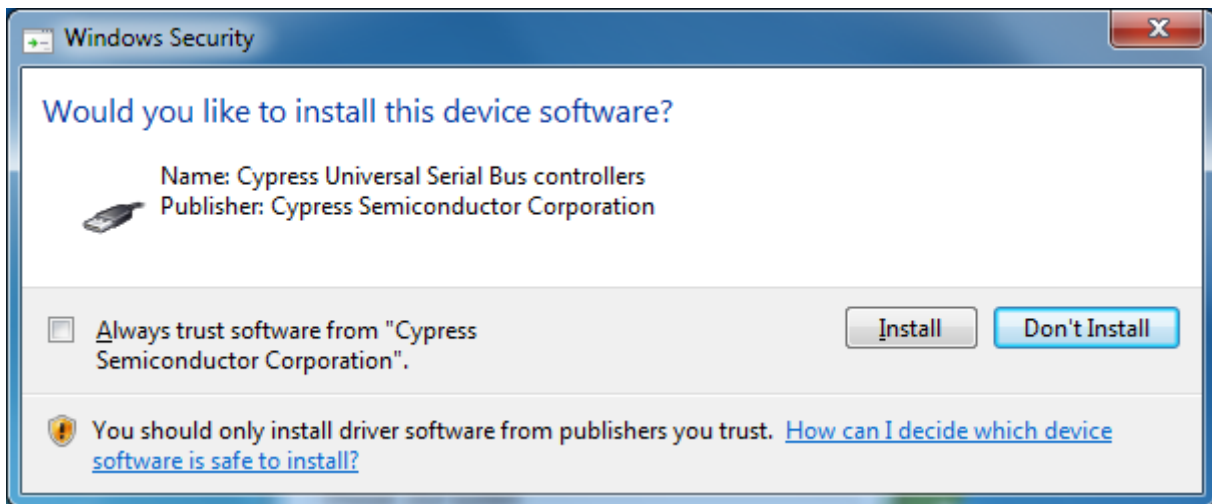 Windows Security
Would you like to install this device software?
Name: Cypress Universal Serial Bus controllers
Publisher: Cypress Semiconductor Corporation
Always trust software from "Cypress
Semiconductor Corporation".
Install
Don't Install
You should only install driver software from publishers you trust. How can I decide which device
software is safe to install?